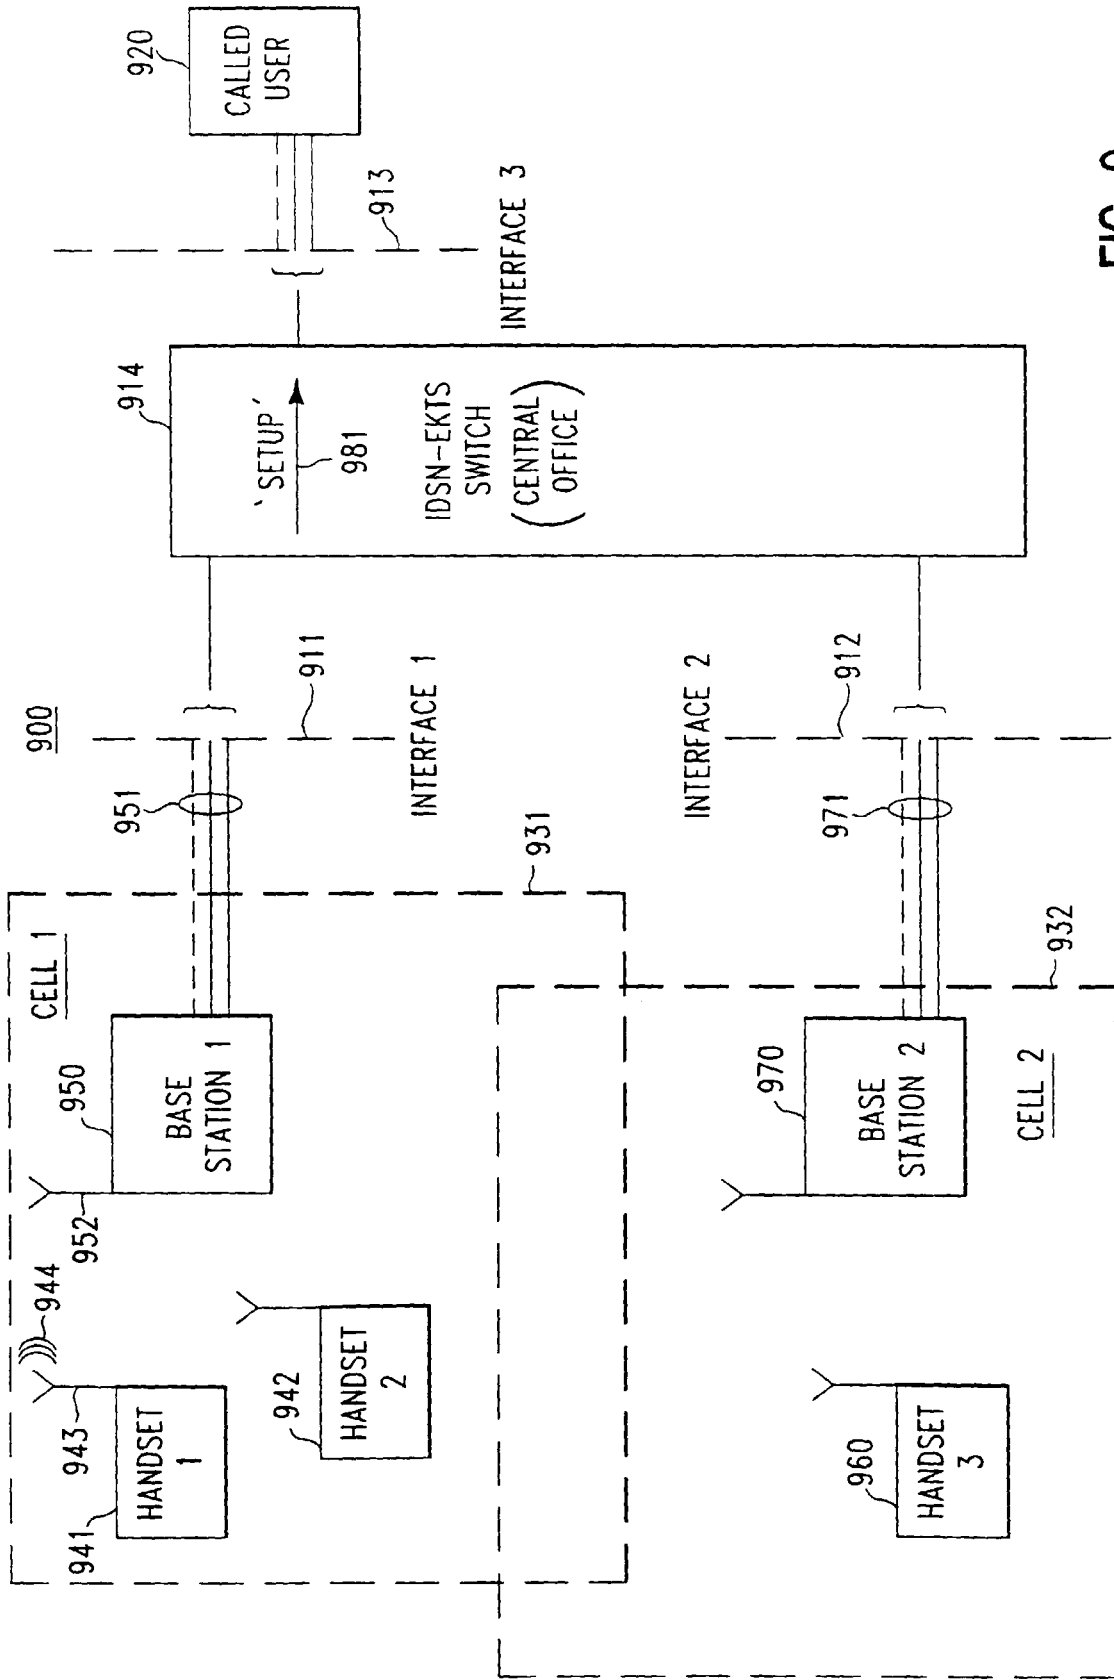 900
CELL 1
941
943
944
HANDSET
1
942
HANDSET
2
952
950
BASE
STATION 1
951
911
INTERFACE 1
931
914
'SETUP'
981
IDSN-EKTS
SWITCH
(CENTRAL
OFFICE)
920
CALLED
USER
913
INTERFACE 3
INTERFACE 2
912
971
932
960
HANDSET
3
970
BASE
STATION 2
CELL 2
FIG.